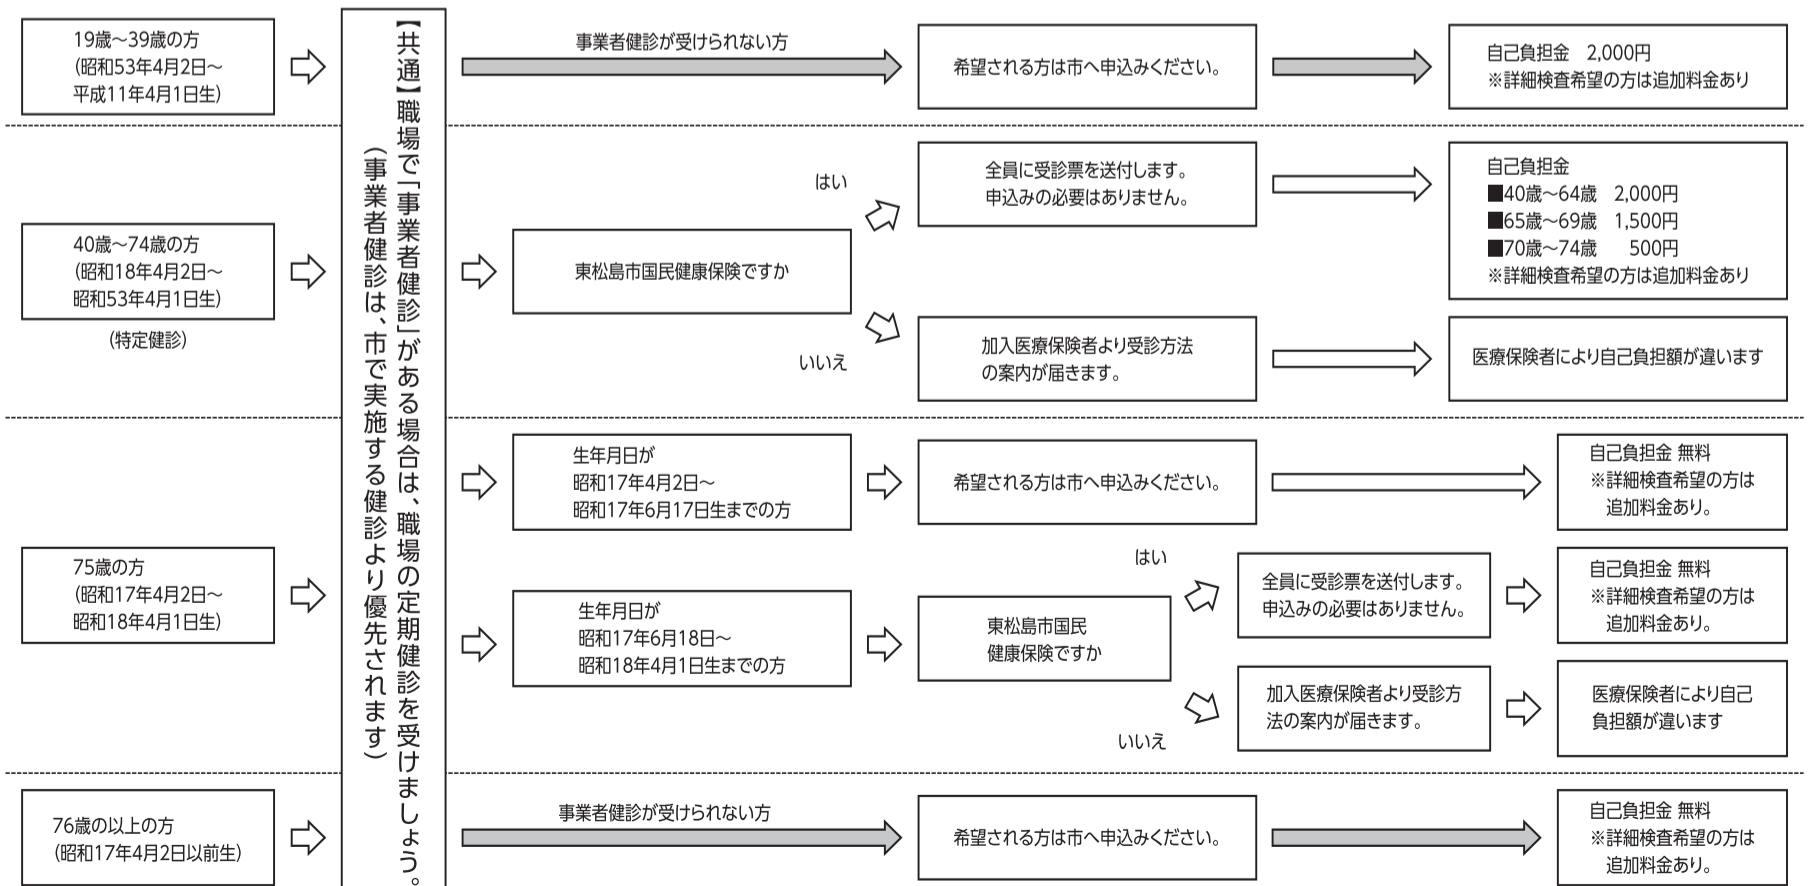 19歳～39歳の方
(昭和53年4月2日～
平成11年4月1日生)
【共通】職場で「事業者健診」がある場合は、職場の定期健診を受けましょう。
(事業者健診は、市で実施する健診より優先されます)
事業者健診が受けられない方
希望される方は市へ申込みください。
自己負担金　2,000円
※詳細検査希望の方は追加料金あり
40歳～74歳の方
(昭和18年4月2日～
昭和53年4月1日生)
(特定健診)
東松島市国民健康保険ですか
はい
全員に受診票を送付します。
申込みの必要はありません。
自己負担金
■40歳～64歳　2,000円
■65歳～69歳　1,500円
■70歳～74歳　　500円
※詳細検査希望の方は追加料金あり
いいえ
加入医療保険者より受診方法
の案内が届きます。
医療保険者により自己負担額が違います
75歳の方
(昭和17年4月2日～
昭和18年4月1日生)
生年月日が
昭和17年4月2日～
昭和17年6月17日生までの方
希望される方は市へ申込みください。
自己負担金 無料
※詳細検査希望の方は
追加料金あり。
生年月日が
昭和17年6月18日～
昭和18年4月1日生までの方
東松島市国民
健康保険ですか
はい
全員に受診票を送付します。
申込みの必要はありません。
自己負担金 無料
※詳細検査希望の方は
追加料金あり。
いいえ
加入医療保険者より受診方
法の案内が届きます。
医療保険者により自己
負担額が違います
76歳の以上の方
(昭和17年4月2日以前生)
事業者健診が受けられない方
希望される方は市へ申込みください。
自己負担金 無料
※詳細検査希望の方は
追加料金あり。